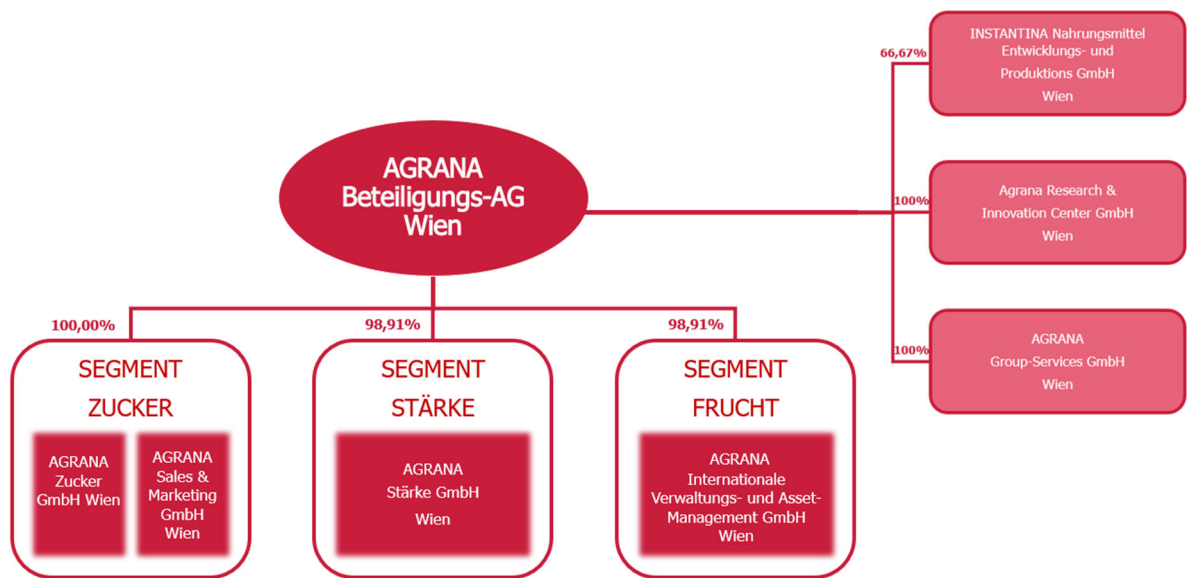 INSTANTINA Nahrungsmittel
Entwicklungs- und
Produktions GmbH
Wien
66,67%
AGRANA
Beteiligungs-AG
Wien
Agrana Research &
Innovation Center GmbH
Wien
100%
AGRANA
Group-Services GmbH
Wien
100%
100,00%
SEGMENT
ZUCKER
AGRANA
Zucker
GmbH Wien
AGRANA
Sales &
Marketing
GmbH
Wien
98,91%
SEGMENT
STÄRKE
AGRANA
Stärke GmbH
Wien
98,91%
SEGMENT
FRUCHT
AGRANA
Internationale
Verwaltungs- und Asset-
Management GmbH
Wien